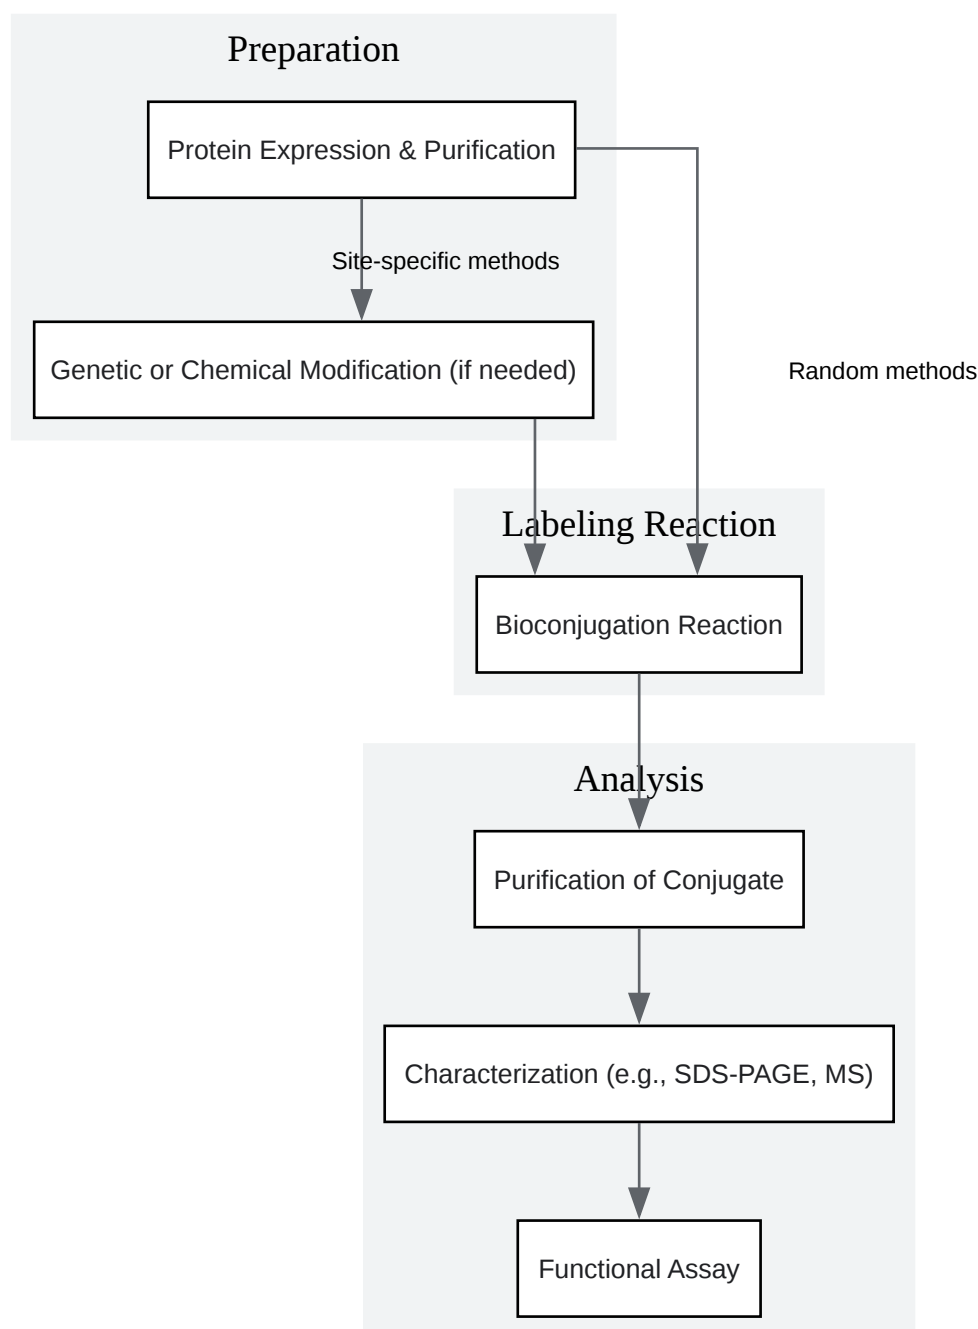 Preparation
Protein Expression & Purification
Site-specific methods
Genetic or Chemical Modification (if needed)
Random methods
Labeling Reaction
Bioconjugation Reaction
Analysis
Purification of Conjugate
Characterization (e.g., SDS-PAGE, MS)
Functional Assay